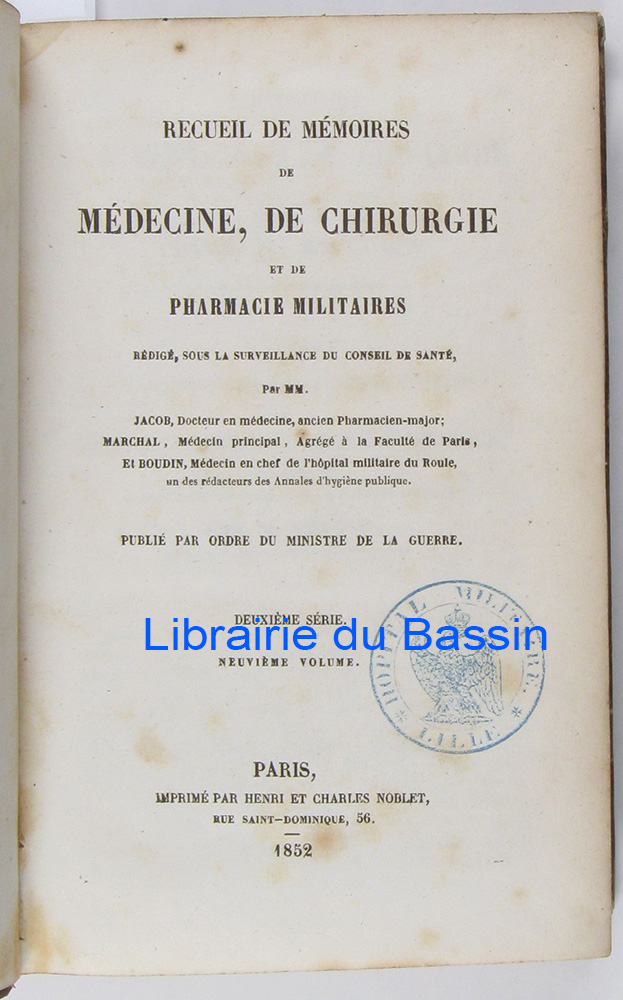 RECUEIL DE MÉMOIRES
DE
MÉDECINE, DE CHIRURGIE
ET DE
PHARMACIE MILITAIRES
RÉDIGÉ, SOUS LA SURVEILLANCE DU CONSEIL DE SANTÉ,
Par MM.
JACOB, Docteur en médecine, ancien Pharmacien-major;
MARCHAL, Médecin principal, Agrégé à la Faculté de Paris,
Et BOUDIN, Médecin en chef de l'hôpital militaire du Roule,
un des rédacteurs des Annales d'hygiène publique.
PUBLIÉ PAR ORDRE DU MINISTRE DE LA GUERRE.
DEUXIÈME SÉRIE.
Librairie du Bassin
NEUVIÈME VOLUME.
HOPITAL MILITAIRE
* LILLE *
PARIS,
IMPRIMÉ PAR HENRI ET CHARLES NOBLET,
RUE SAINT-DOMINIQUE, 56.
1852